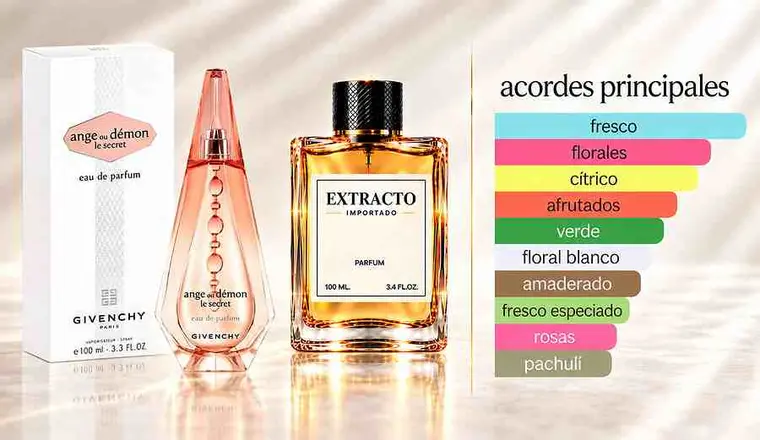 ange ou démon
le secret
eau de parfum
GIVENCHY
PARIS
VAPORISATEUR - SPRAY
e 100 ml - 3.3 FL.OZ.
ange ou démon
le secret
eau de parfum
GIVENCHY
EXTRACTO
IMPORTADO
PARFUM
100 ML. 3.4 FL.OZ.
acordes principales
fresco
florales
cítrico
afrutados
verde
floral blanco
amaderado
fresco especiado
rosas
pachulí